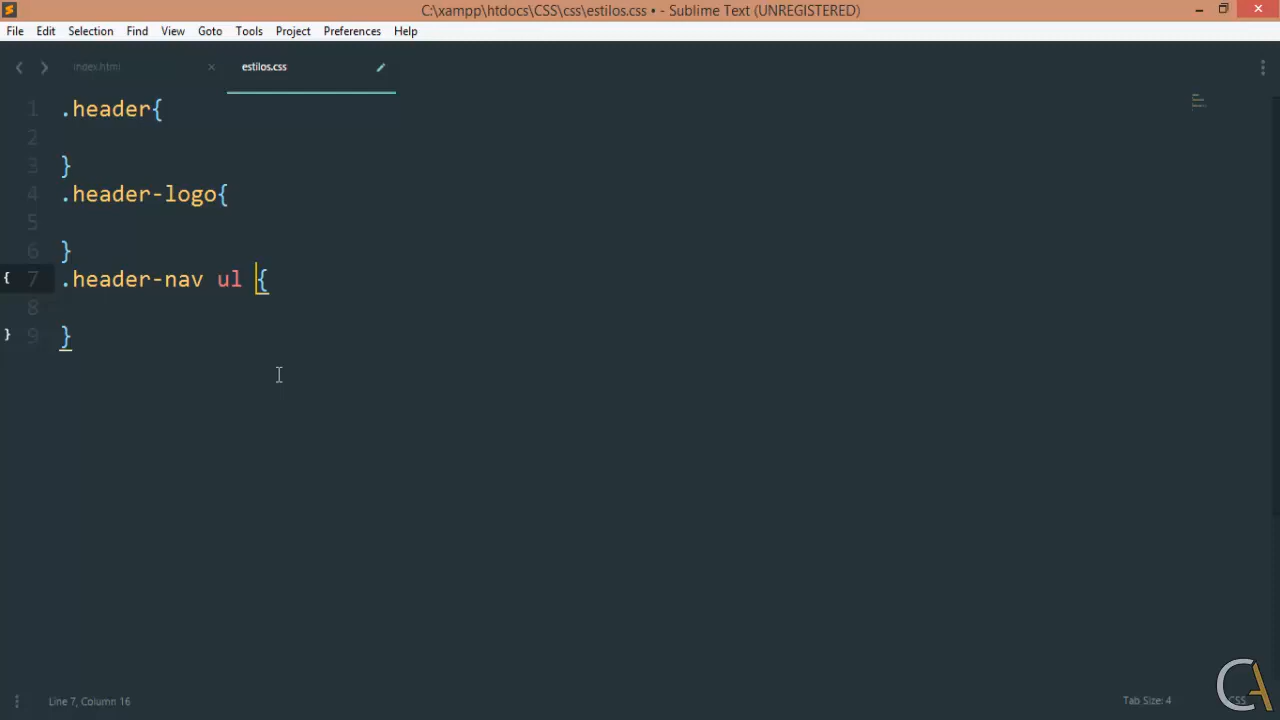 C:\xampp\htdocs\CSS\css\estilos.css • - Sublime Text (UNREGISTERED)
File Edit Selection Find View Goto Tools Project Preferences Help
index.html estilos.css
1 .header{
2
3 }
4 .header-logo{
5
6 }
{ 7 .header-nav ul {
8
} 9 }
Line 7, Column 16 Tab Size: 4 CSS
CA